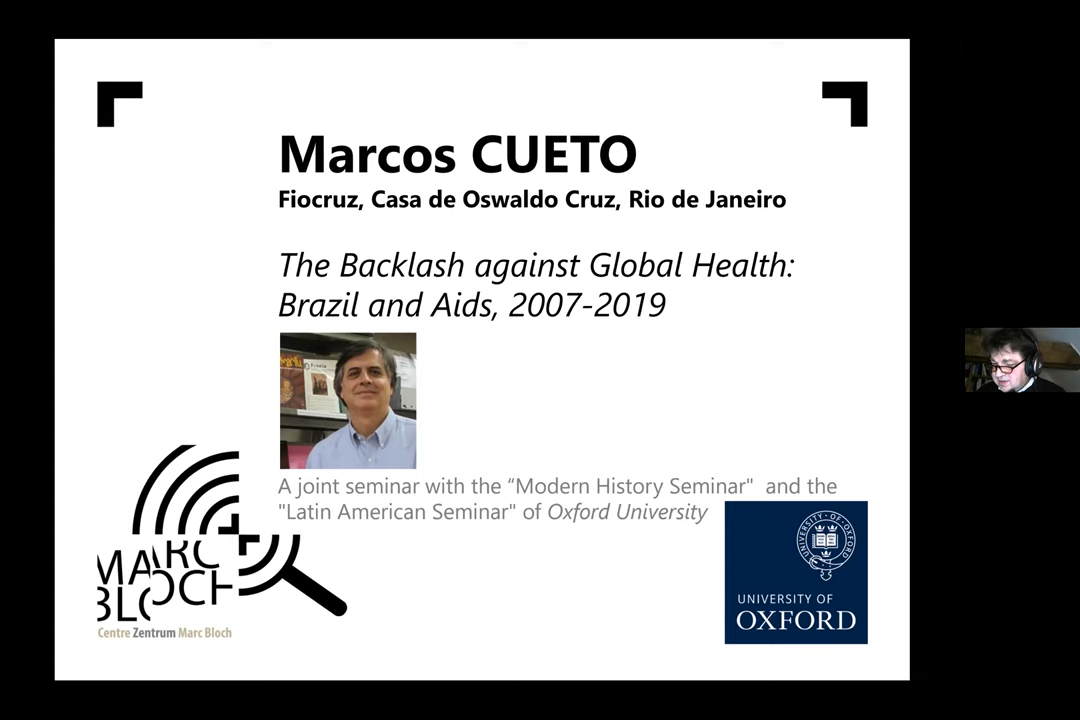 Marcos CUETO
Fiocruz, Casa de Oswaldo Cruz, Rio de Janeiro
The Backlash against Global Health:
Brazil and Aids, 2007-2019
A joint seminar with the “Modern History Seminar" and the
"Latin American Seminar" of Oxford University
MARC
BLOCH
Centre Zentrum Marc Bloch
UNIVERSITY OF
OXFORD